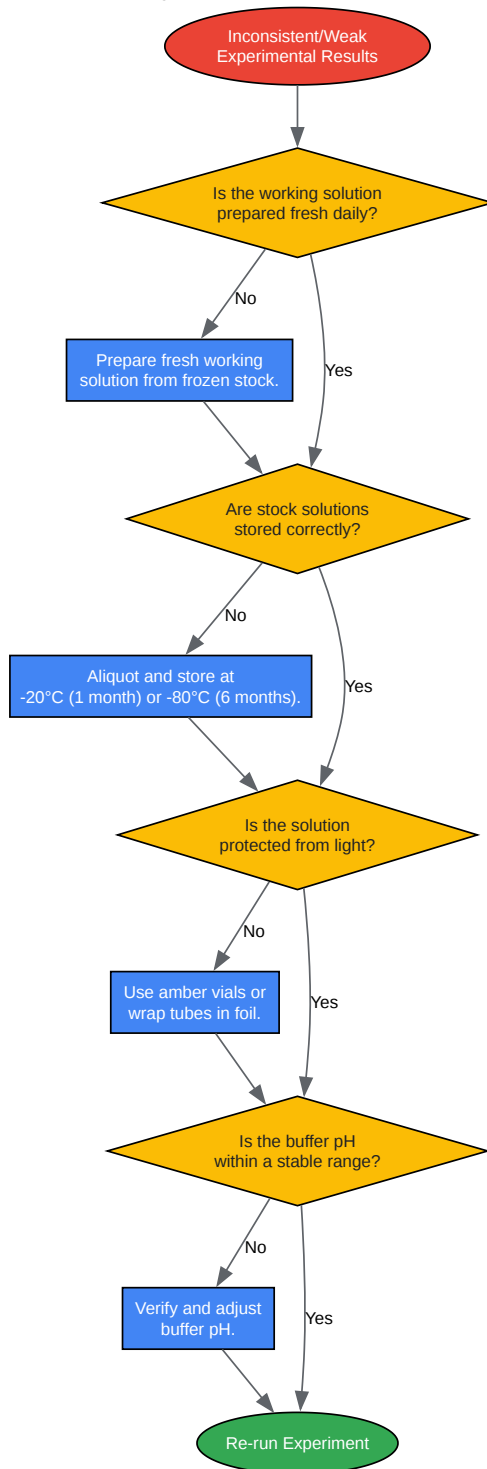 Inconsistent/Weak
Experimental Results
Is the working solution
prepared fresh daily?
No
Yes
Prepare fresh working
solution from frozen stock.
Are stock solutions
stored correctly?
No
Yes
Aliquot and store at
-20°C (1 month) or -80°C (6 months).
Is the solution
protected from light?
No
Yes
Use amber vials or
wrap tubes in foil.
Is the buffer pH
within a stable range?
No
Yes
Verify and adjust
buffer pH.
Re-run Experiment